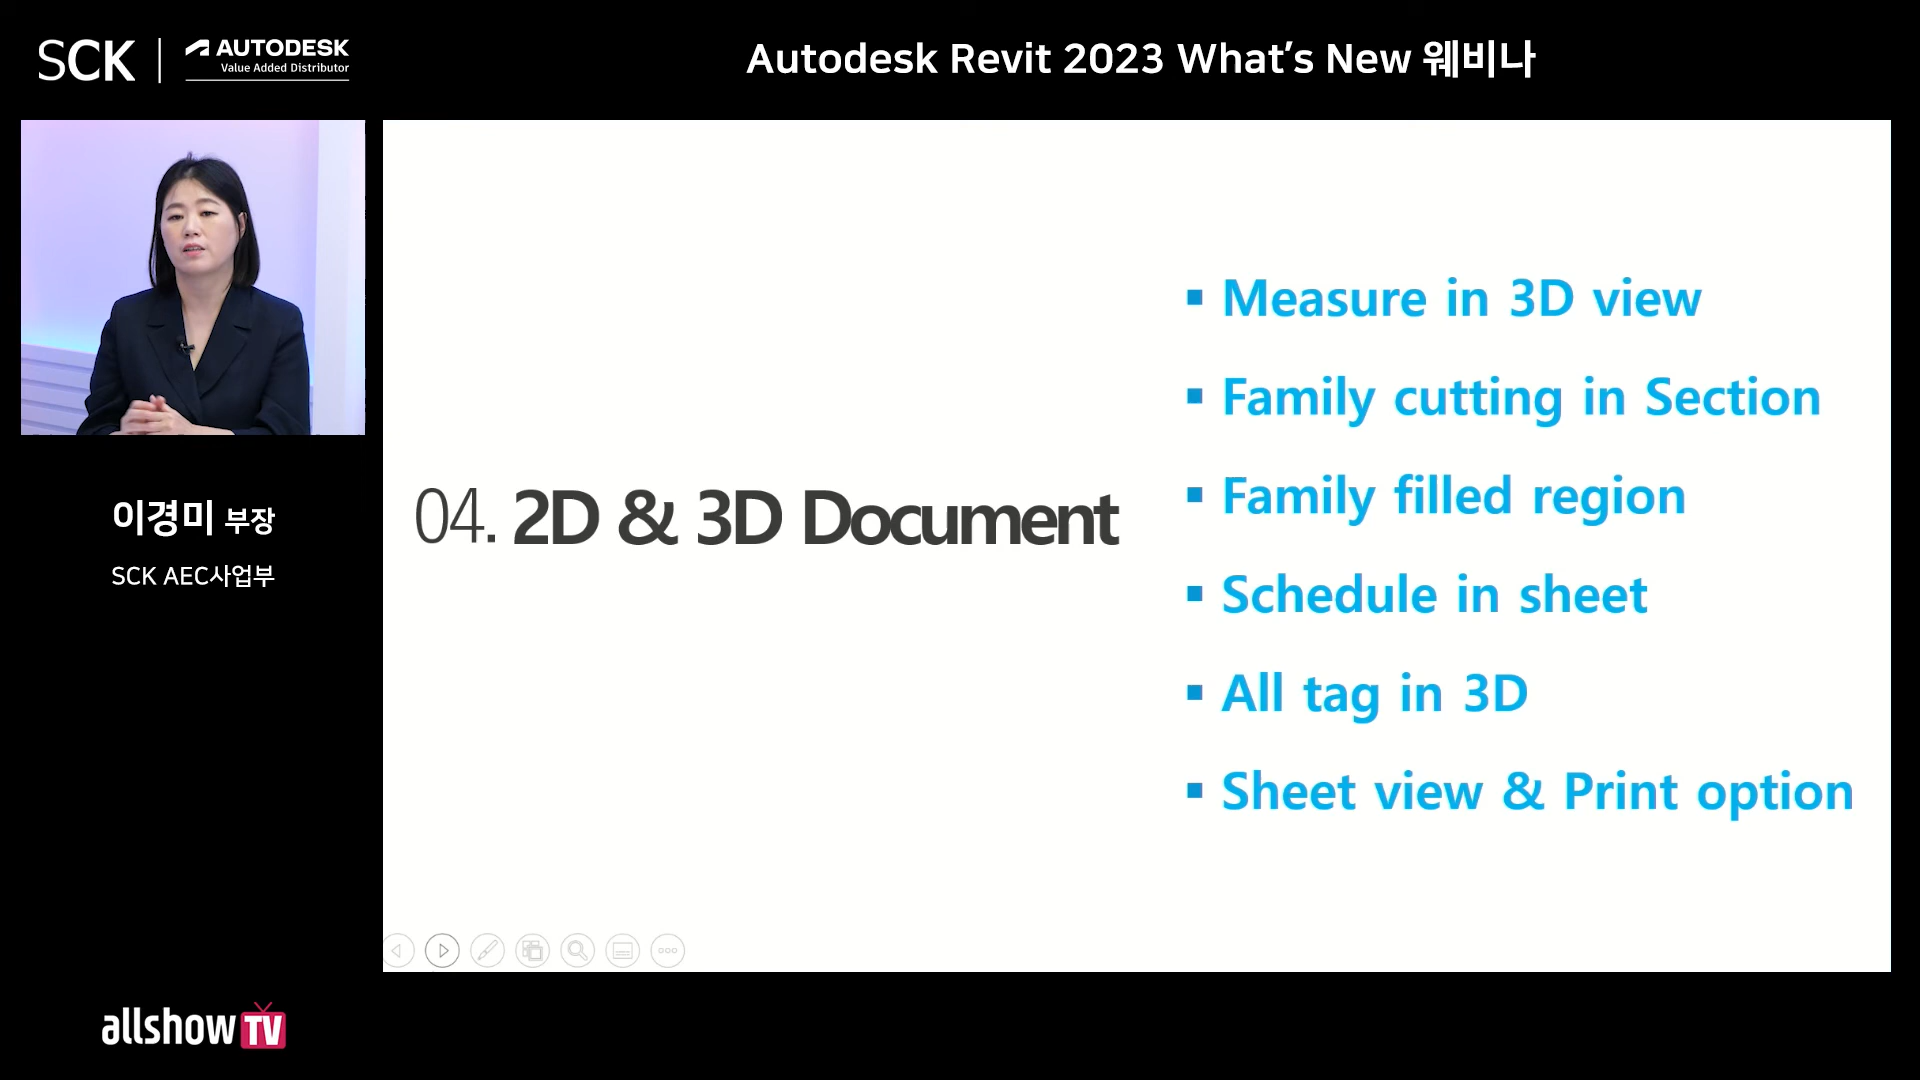 SCK
AUTODESK
Value Added Distributor
Autodesk Revit 2023 What's New 웨비나
이경미 부장
SCK AEC사업부
04. 2D & 3D Document
▪ Measure in 3D view
▪ Family cutting in Section
▪ Family filled region
▪ Schedule in sheet
▪ All tag in 3D
▪ Sheet view & Print option
allshow TV